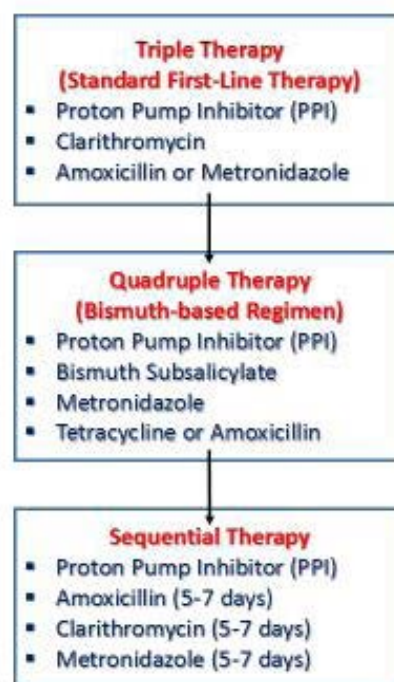 Triple Therapy
(Standard First-Line Therapy)
▪ Proton Pump Inhibitor (PPI)
▪ Clarithromycin
▪ Amoxicillin or Metronidazole
Quadruple Therapy
(Bismuth-based Regimen)
▪ Proton Pump Inhibitor (PPI)
▪ Bismuth Subsalicylate
▪ Metronidazole
▪ Tetracycline or Amoxicillin
Sequential Therapy
▪ Proton Pump Inhibitor (PPI)
▪ Amoxicillin (5-7 days)
▪ Clarithromycin (5-7 days)
▪ Metronidazole (5-7 days)